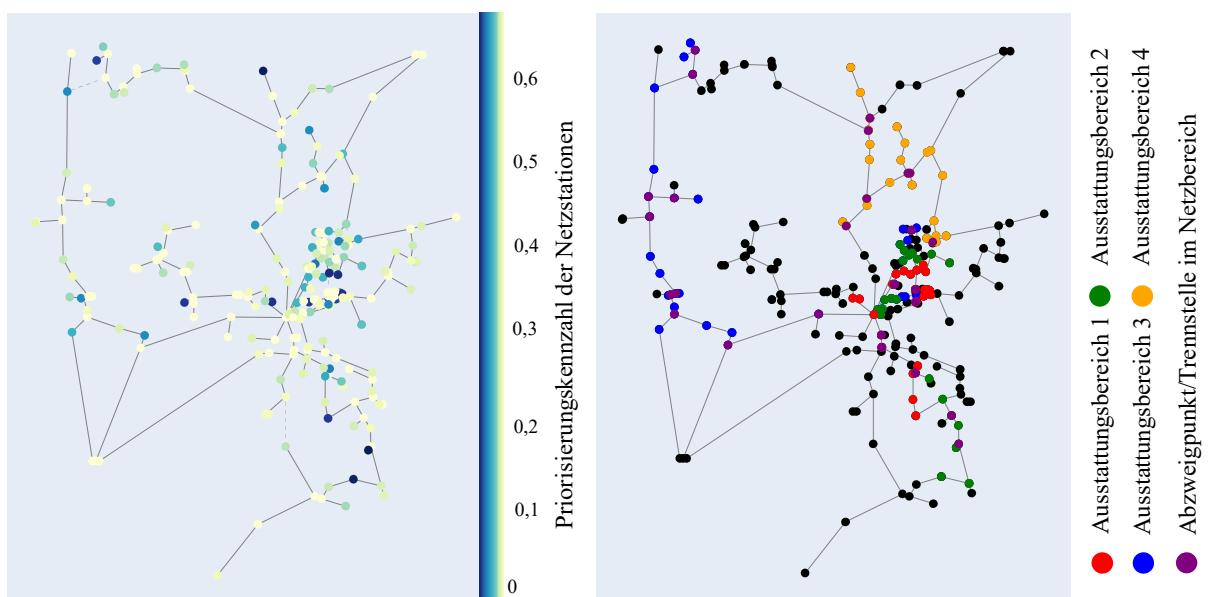 0,6
0,5
0,4
0,3
0,2
0,1
0
Priorisierungskennzahl der Netzstationen
Ausstattungsbereich 1
Ausstattungsbereich 2
Ausstattungsbereich 3
Ausstattungsbereich 4
Abzweigpunkt/Trennstelle im Netzbereich